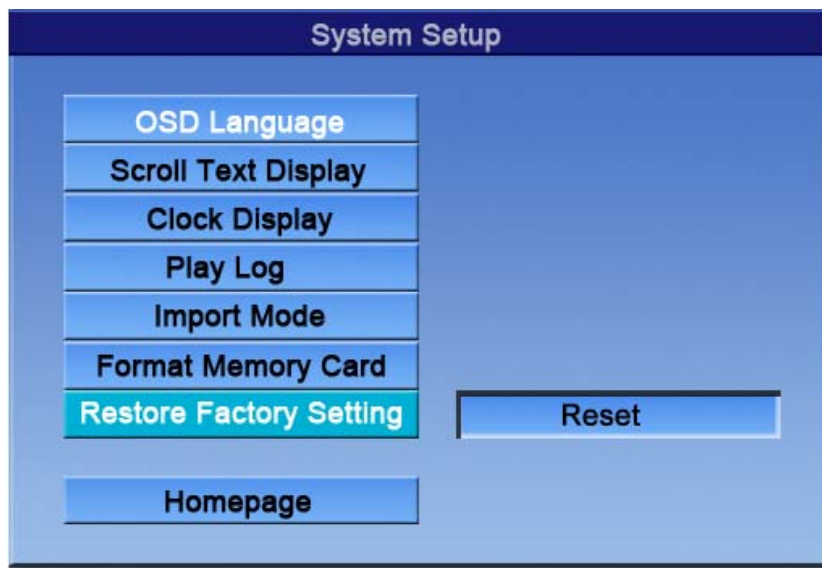 System Setup
OSD Language
Scroll Text Display
Clock Display
Play Log
Import Mode
Format Memory Card
Restore Factory Setting
Reset
Homepage